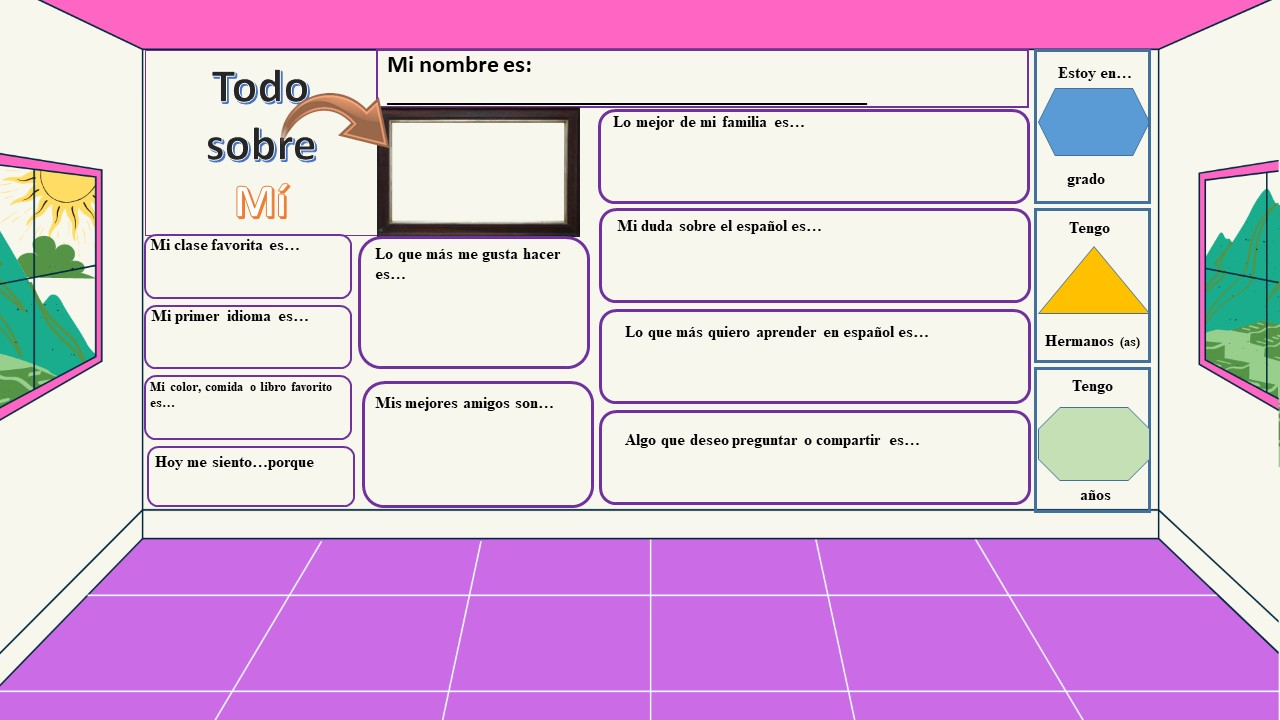 Todo
sobre
Mí
Mi nombre es:
Mi clase favorita es…
Mi primer idioma es…
Mi color, comida o libro favorito
es…
Hoy me siento…porque
Lo que más me gusta hacer
es…
Mis mejores amigos son…
Lo mejor de mi familia es…
Mi duda sobre el español es…
Lo que más quiero aprender en español es…
Algo que deseo preguntar o compartir es…
Estoy en…
grado
Tengo
Hermanos (as)
Tengo
años